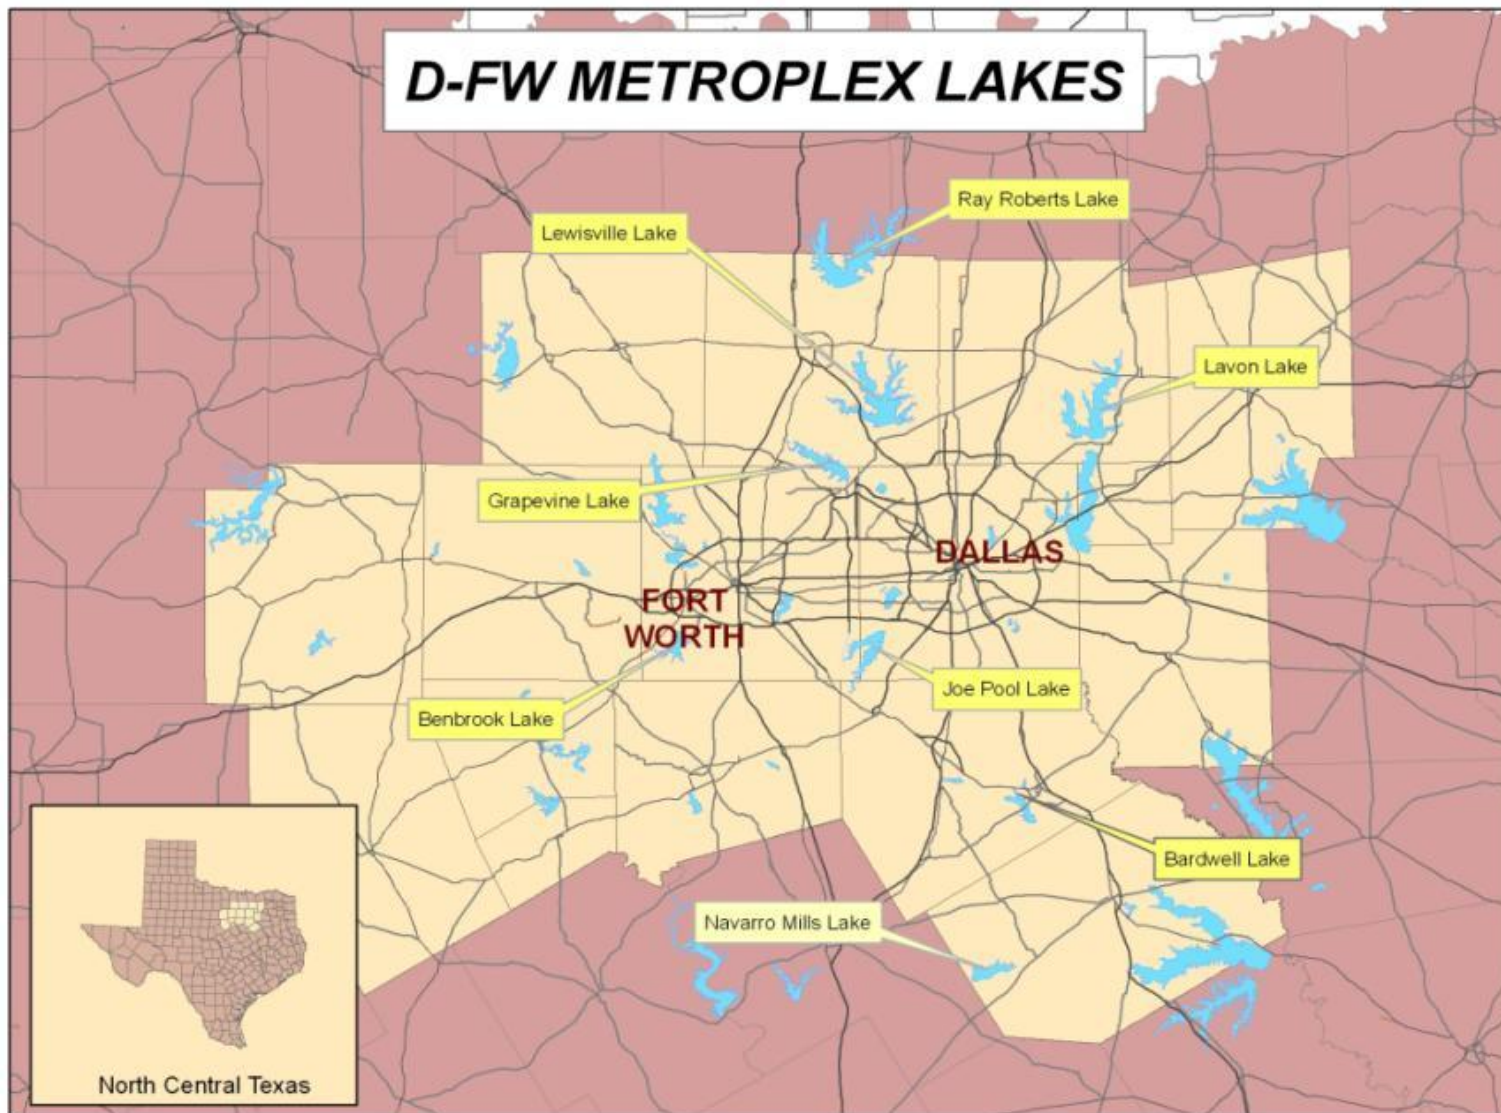 D-FW METROPLEX LAKES
Ray Roberts Lake
Lewisville Lake
Lavon Lake
Grapevine Lake
DALLAS
FORT
WORTH
Joe Pool Lake
Benbrook Lake
Bardwell Lake
Navarro Mills Lake
North Central Texas